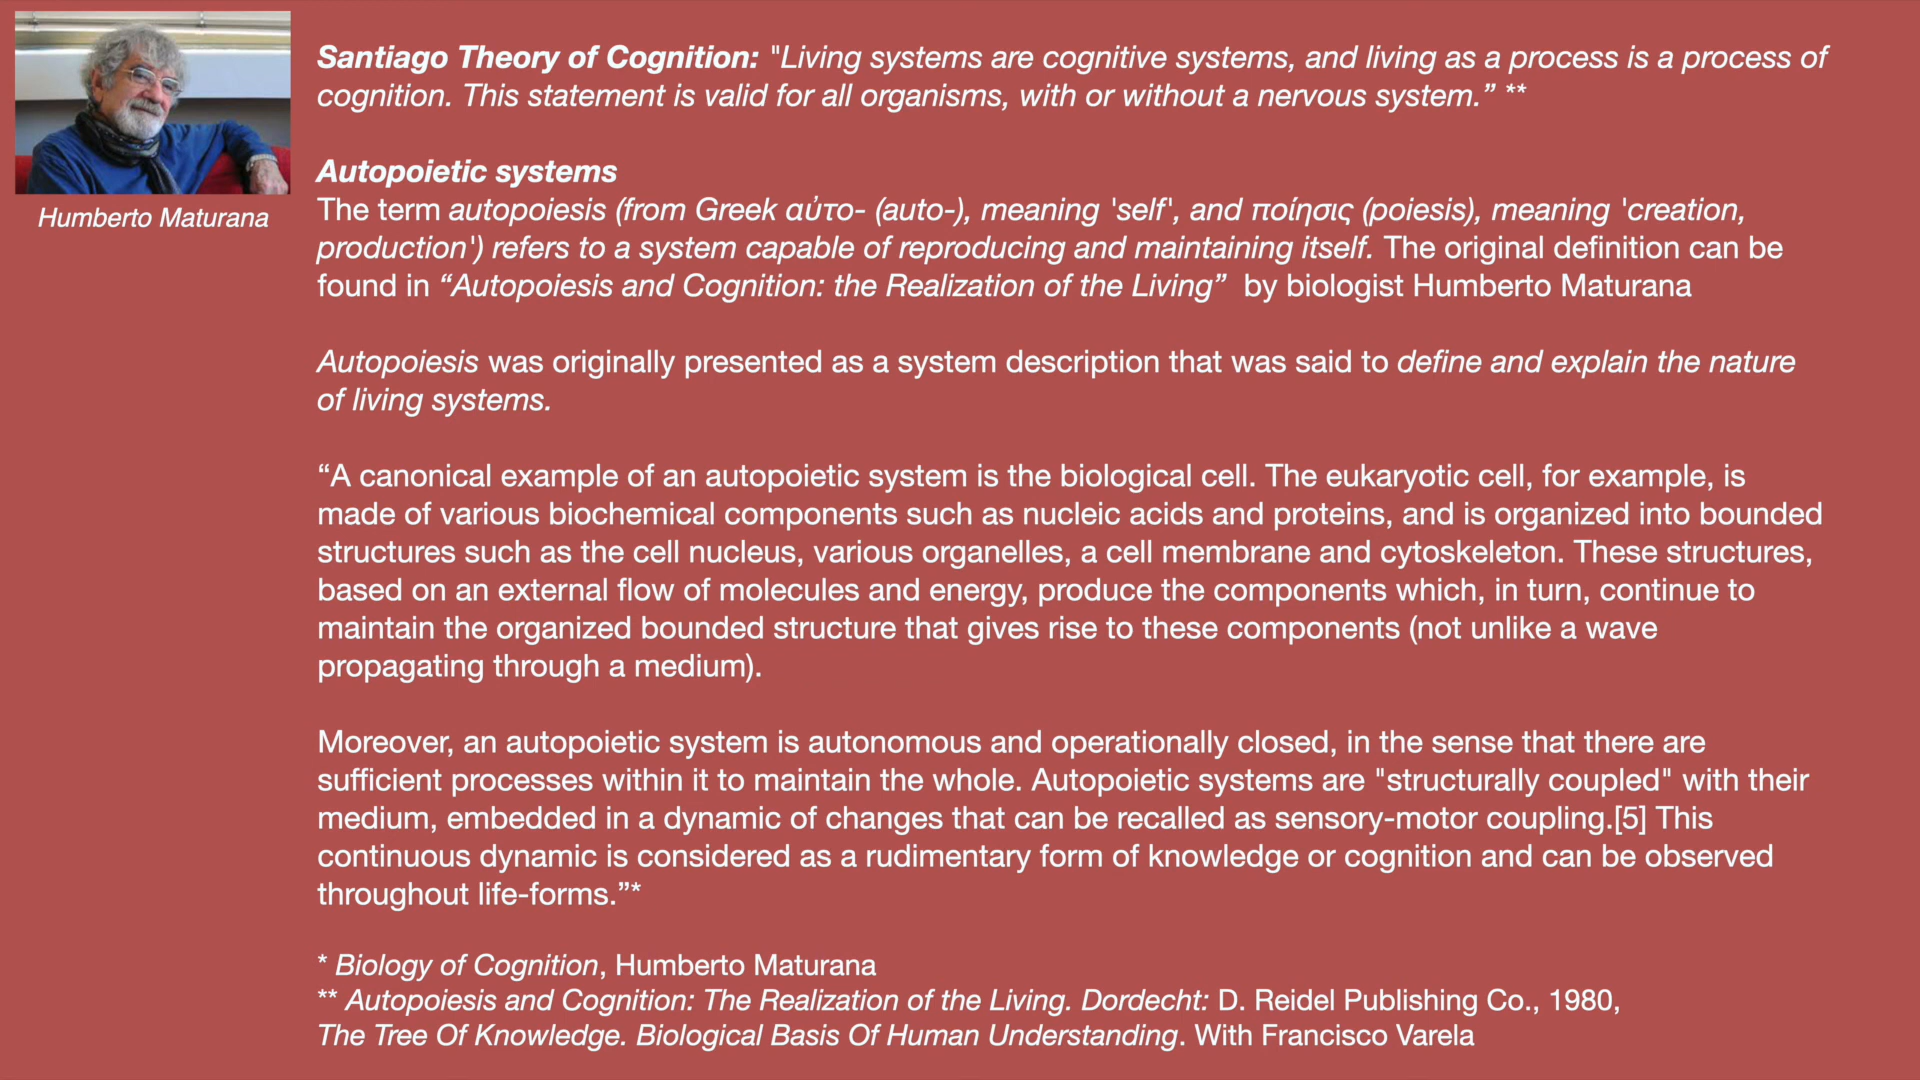 Santiago Theory of Cognition: "Living systems are cognitive systems, and living as a process is a process of
cognition. This statement is valid for all organisms, with or without a nervous system.” **
Humberto Maturana
Autopoietic systems
The term autopoiesis (from Greek αὐτo- (auto-), meaning 'self', and ποίησις (poiesis), meaning 'creation,
production') refers to a system capable of reproducing and maintaining itself. The original definition can be
found in “Autopoiesis and Cognition: the Realization of the Living”  by biologist Humberto Maturana
Autopoiesis was originally presented as a system description that was said to define and explain the nature
of living systems.
“A canonical example of an autopoietic system is the biological cell. The eukaryotic cell, for example, is
made of various biochemical components such as nucleic acids and proteins, and is organized into bounded
structures such as the cell nucleus, various organelles, a cell membrane and cytoskeleton. These structures,
based on an external flow of molecules and energy, produce the components which, in turn, continue to
maintain the organized bounded structure that gives rise to these components (not unlike a wave
propagating through a medium).
Moreover, an autopoietic system is autonomous and operationally closed, in the sense that there are
sufficient processes within it to maintain the whole. Autopoietic systems are "structurally coupled" with their
medium, embedded in a dynamic of changes that can be recalled as sensory-motor coupling.[5] This
continuous dynamic is considered as a rudimentary form of knowledge or cognition and can be observed
throughout life-forms.”*
* Biology of Cognition, Humberto Maturana
** Autopoiesis and Cognition: The Realization of the Living. Dordecht: D. Reidel Publishing Co., 1980,
The Tree Of Knowledge. Biological Basis Of Human Understanding. With Francisco Varela